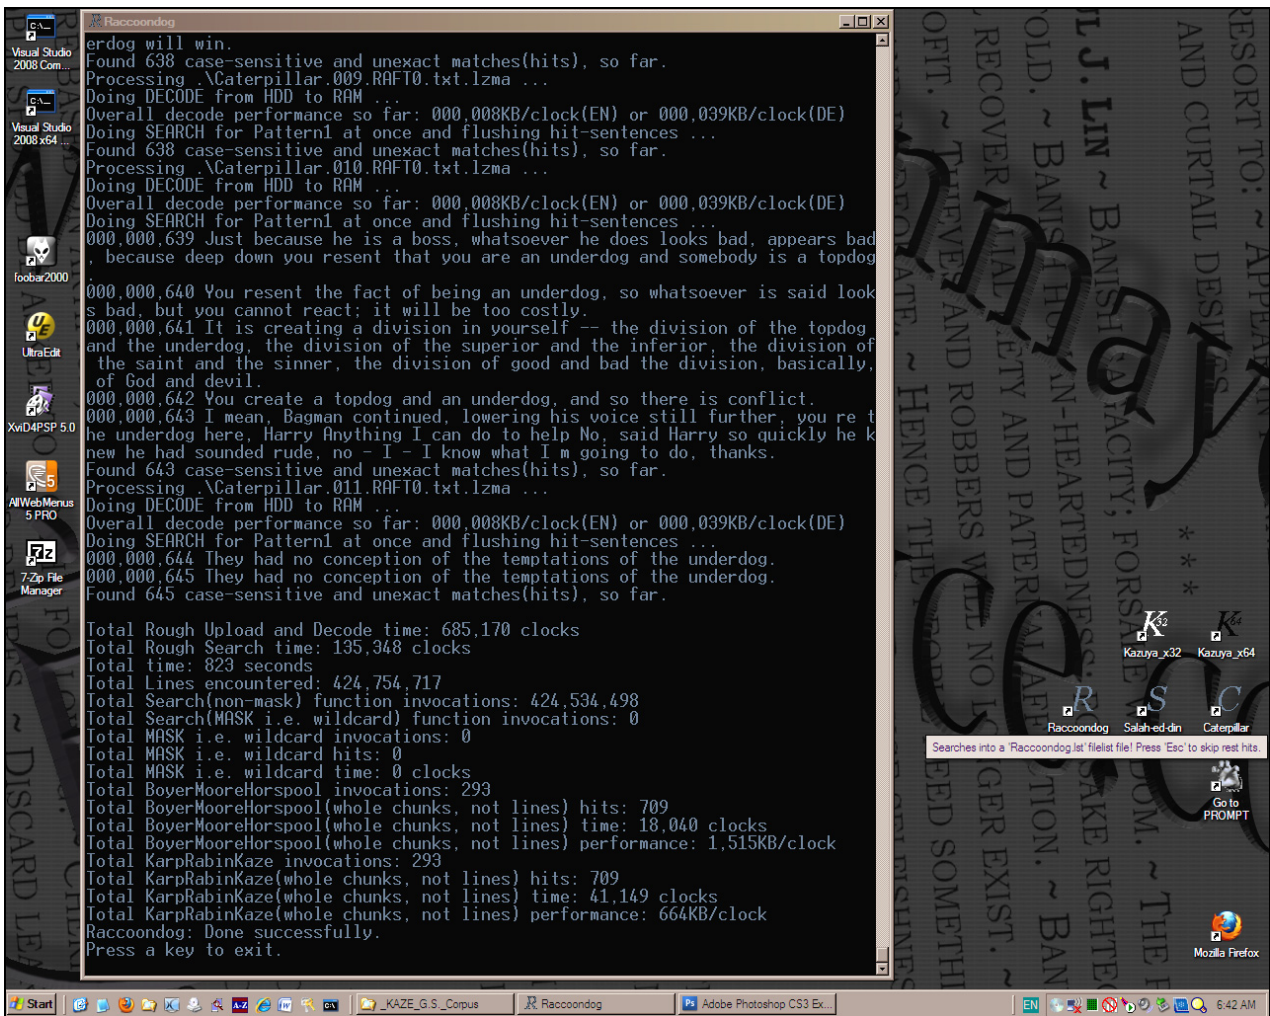 Raccoondog
erdog will win.
Found 638 case-sensitive and unexact matches(hits), so far.
Processing .\Caterpillar.009.RAFT0.txt.lzma ...
Doing DECODE from HDD to RAM ...
Overall decode performance so far: 000,008KB/clock(EN) or 000,039KB/clock(DE)
Doing SEARCH for Pattern1 at once and flushing hit-sentences ...
Found 638 case-sensitive and unexact matches(hits), so far.
Processing .\Caterpillar.010.RAFT0.txt.lzma ...
Doing DECODE from HDD to RAM ...
Overall decode performance so far: 000,008KB/clock(EN) or 000,039KB/clock(DE)
Doing SEARCH for Pattern1 at once and flushing hit-sentences ...
000,000,639 Just because he is a boss, whatsoever he does looks bad, appears bad
, because deep down you resent that you are an underdog and somebody is a topdog
.
000,000,640 You resent the fact of being an underdog, so whatsoever is said look
s bad, but you cannot react; it will be too costly.
000,000,641 It is creating a division in yourself -- the division of the topdog
and the underdog, the division of the superior and the inferior, the division of
the saint and the sinner, the division of good and bad the division, basically,
of God and devil.
000,000,642 You create a topdog and an underdog, and so there is conflict.
000,000,643 I mean, Bagman continued, lowering his voice still further, you re t
he underdog here, Harry Anything I can do to help No, said Harry so quickly he k
new he had sounded rude, no - I - I know what I m going to do, thanks.
Found 643 case-sensitive and unexact matches(hits), so far.
Processing .\Caterpillar.011.RAFT0.txt.lzma ...
Doing DECODE from HDD to RAM ...
Overall decode performance so far: 000,008KB/clock(EN) or 000,039KB/clock(DE)
Doing SEARCH for Pattern1 at once and flushing hit-sentences ...
000,000,644 They had no conception of the temptations of the underdog.
000,000,645 They had no conception of the temptations of the underdog.
Found 645 case-sensitive and unexact matches(hits), so far.
Total Rough Upload and Decode time: 685,170 clocks
Total Rough Search time: 135,348 clocks
Total time: 823 seconds
Total Lines encountered: 424,754,717
Total Search(non-mask) function invocations: 424,534,498
Total Search(MASK i.e. wildcard) function invocations: 0
Total MASK i.e. wildcard invocations: 0
Total MASK i.e. wildcard hits: 0
Total MASK i.e. wildcard time: 0 clocks
Total BoyerMooreHorspool invocations: 293
Total BoyerMooreHorspool(whole chunks, not lines) hits: 709
Total BoyerMooreHorspool(whole chunks, not lines) time: 18,040 clocks
Total BoyerMooreHorspool(whole chunks, not lines) performance: 1,515KB/clock
Total KarpRabinKaze invocations: 293
Total KarpRabinKaze(whole chunks, not lines) hits: 709
Total KarpRabinKaze(whole chunks, not lines) time: 41,149 clocks
Total KarpRabinKaze(whole chunks, not lines) performance: 664KB/clock
Raccoondog: Done successfully.
Press a key to exit.
Visual Studio
2008 Com...
Visual Studio
2008 x64 ...
foobar2000
UltraEdit
XviD4PSP 5.0
AllWebMenus
5 PRO
7-Zip File
Manager
Kazuya_x32
Kazuya_x64
Raccoondog
Salah-ed-din
Caterpillar
Searches into a 'Raccoondog.lst' filelist file! Press 'Esc' to skip rest hits.
Go to
PROMPT
Mozilla Firefox
Start
_KAZE_G.S._Corpus
Raccoondog
Adobe Photoshop CS3 Ex...
EN
6:42 AM